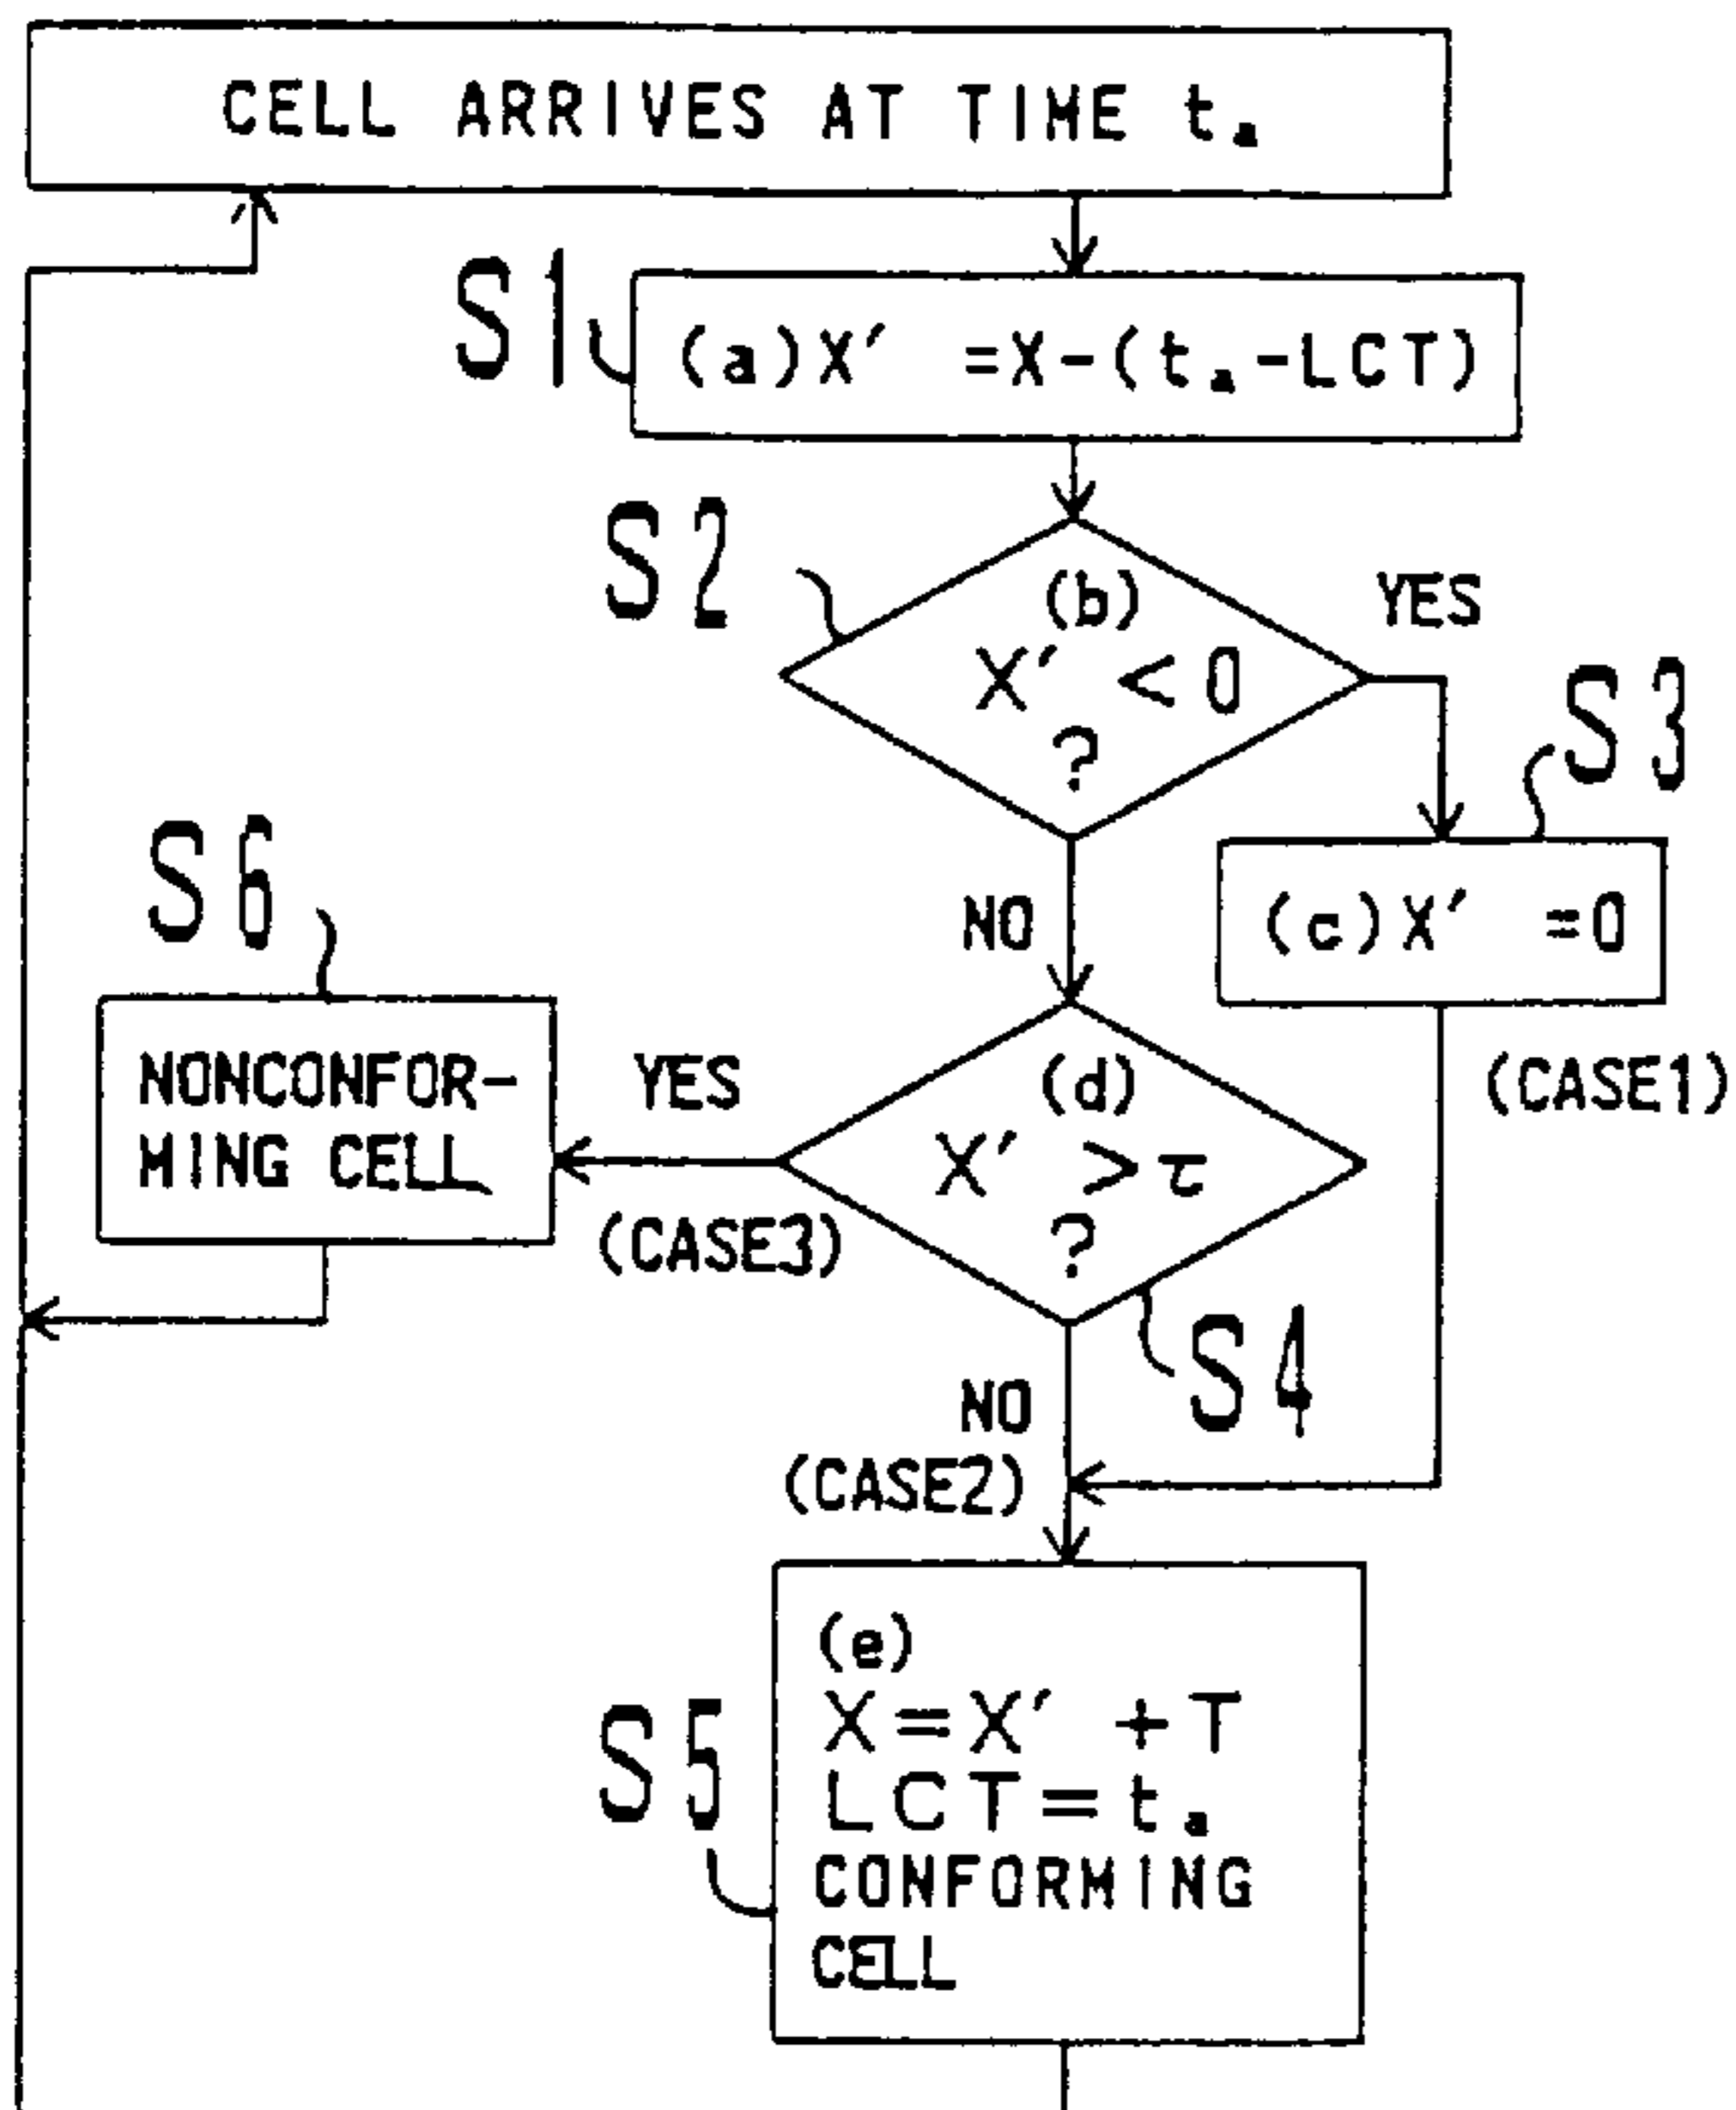 CELL ARRIVES AT TIME tₐ
S1
(a)X′ =X-(tₐ-LCT)
S2
(b)
X′ <0
?
YES
S3
(c)X′ =0
NO
(CASE1)
S6
NONCONFOR-
MING CELL
YES
(CASE3)
(d)
X′ >τ
?
S4
NO
(CASE2)
S5
(e)
X=X′ +T
LCT=tₐ
CONFORMING
CELL